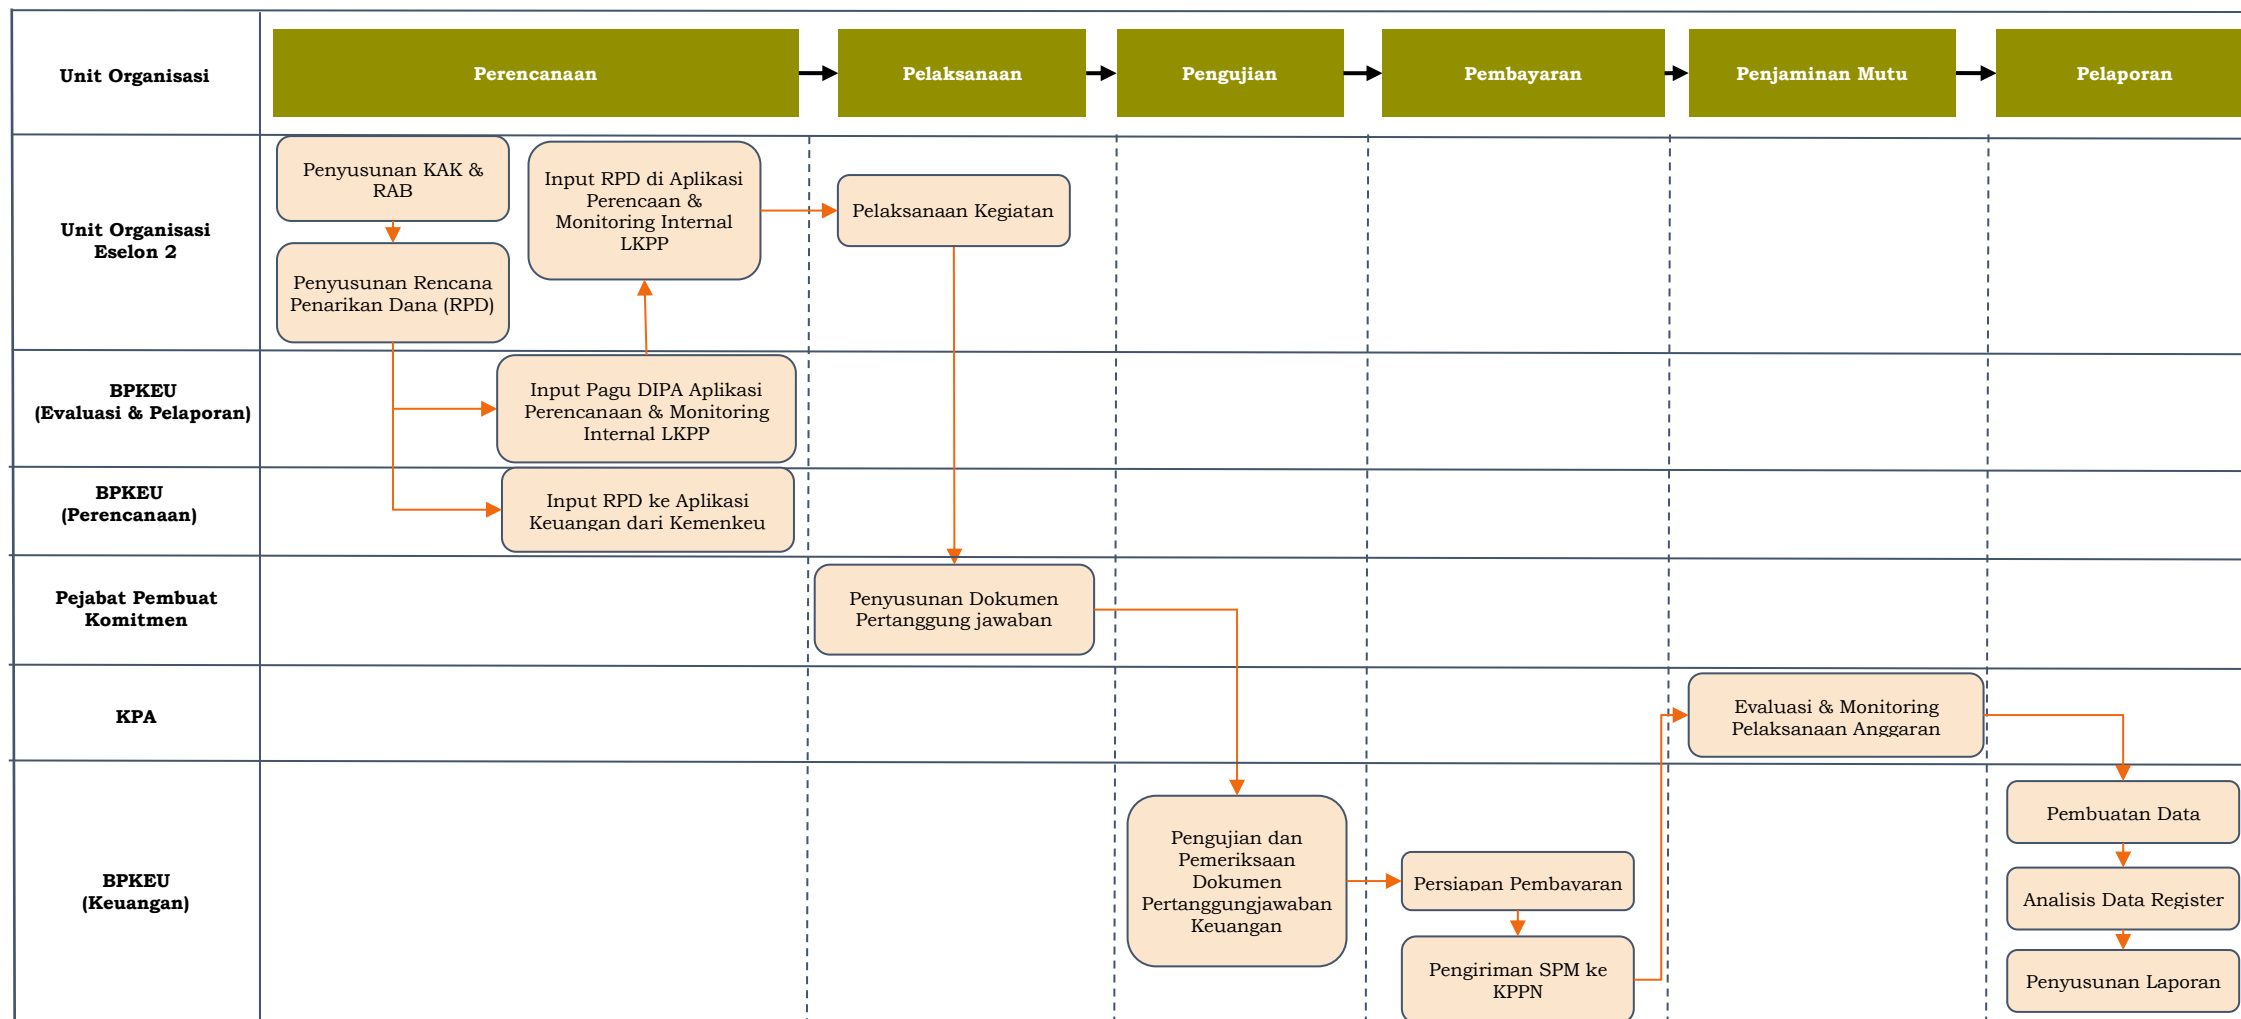 Unit Organisasi
Perencanaan
Pelaksanaan
Pengujian
Pembayaran
Penjaminan Mutu
Pelaporan
Unit Organisasi
Eselon 2
Penyusunan KAK &
RAB
Penyusunan Rencana
Penarikan Dana (RPD)
Input RPD di Aplikasi
Perencaan &
Monitoring Internal
LKPP
Pelaksanaan Kegiatan
BPKEU
(Evaluasi & Pelaporan)
Input Pagu DIPA Aplikasi
Perencanaan & Monitoring
Internal LKPP
BPKEU
(Perencanaan)
Input RPD ke Aplikasi
Keuangan dari Kemenkeu
Pejabat Pembuat
Komitmen
Penyusunan Dokumen
Pertanggung jawaban
KPA
Evaluasi & Monitoring
Pelaksanaan Anggaran
BPKEU
(Keuangan)
Pengujian dan
Pemeriksaan
Dokumen
Pertanggungjawaban
Keuangan
Persiapan Pembayaran
Pengiriman SPM ke
KPPN
Pembuatan Data
Analisis Data Register
Penyusunan Laporan